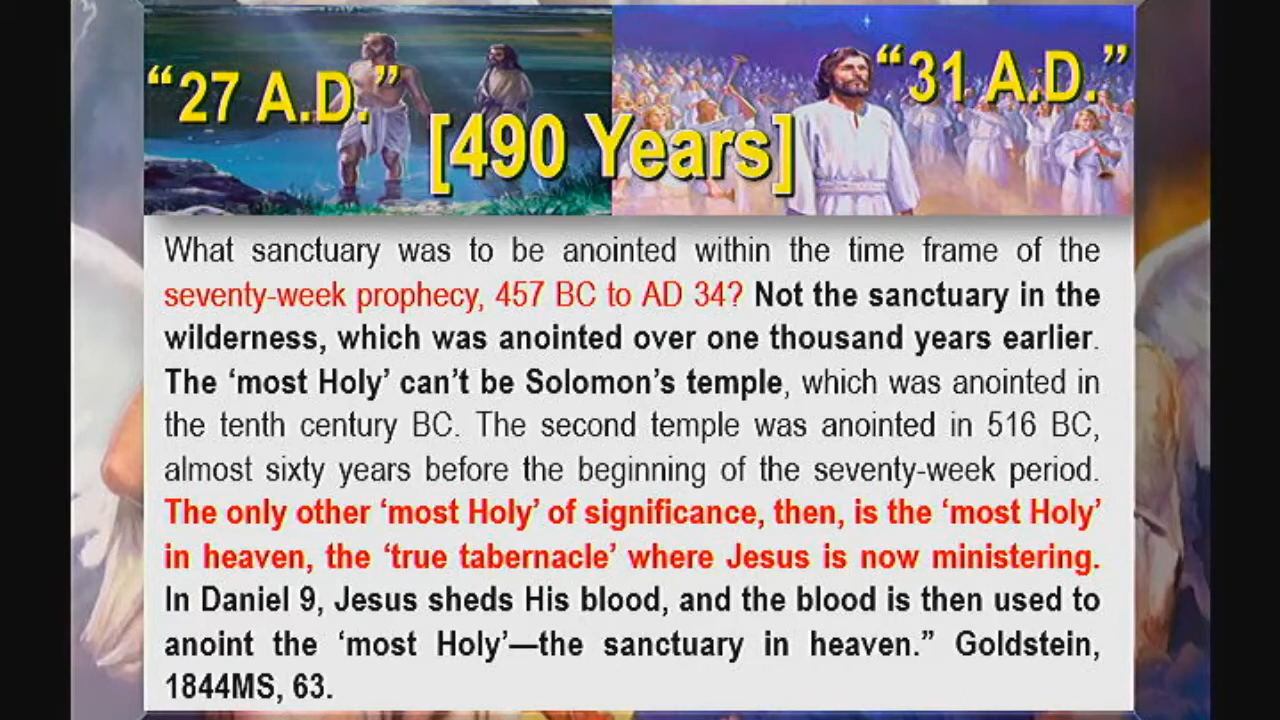 “27 A.D.”
“31 A.D.”
[490 Years]
What sanctuary was to be anointed within the time frame of the
seventy-week prophecy, 457 BC to AD 34? Not the sanctuary in the
wilderness, which was anointed over one thousand years earlier.
The ‘most Holy’ can’t be Solomon’s temple, which was anointed in
the tenth century BC. The second temple was anointed in 516 BC,
almost sixty years before the beginning of the seventy-week period.
The only other ‘most Holy’ of significance, then, is the ‘most Holy’
in heaven, the ‘true tabernacle’ where Jesus is now ministering.
In Daniel 9, Jesus sheds His blood, and the blood is then used to
anoint the ‘most Holy’—the sanctuary in heaven.” Goldstein,
1844MS, 63.